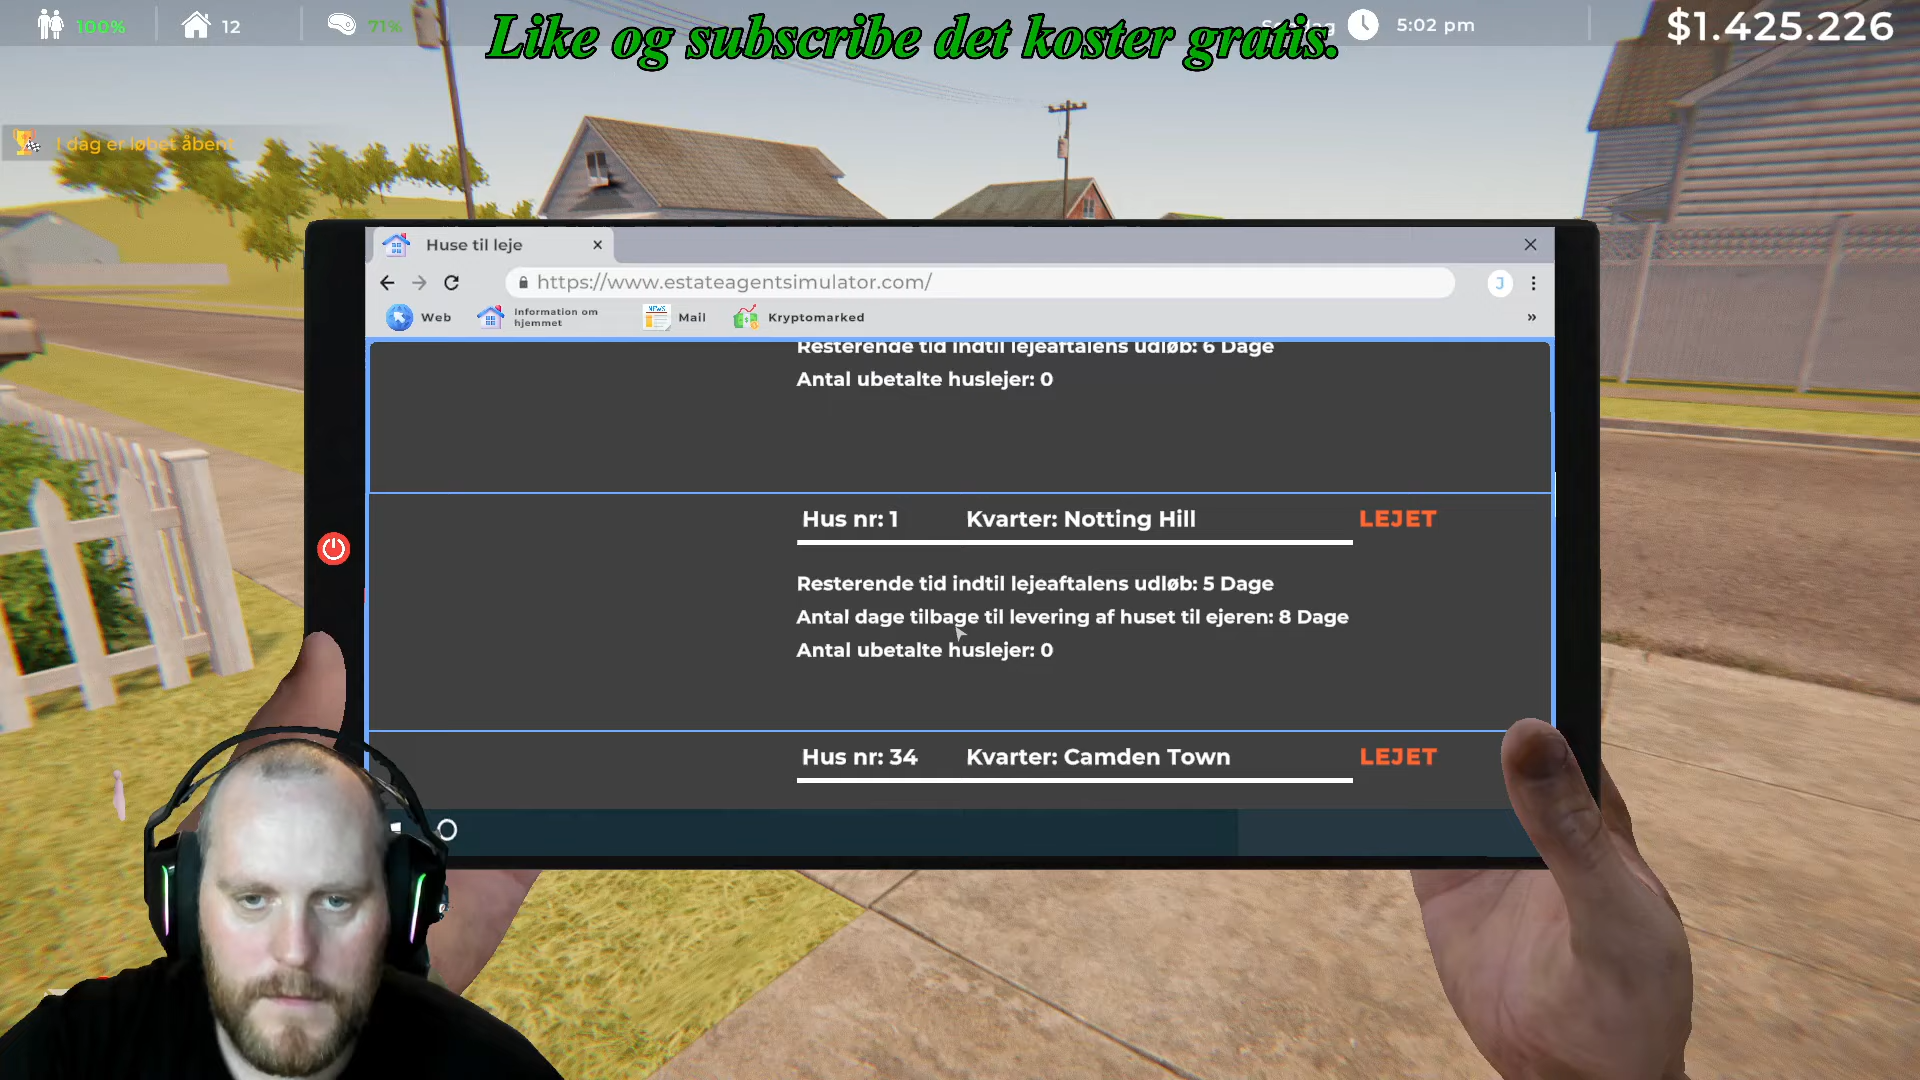 100%
12
71%
5:02 pm
$1.425.226
Like og subscribe det koster gratis.
I dag er løbet åbent
Huse til leje
https://www.estateagentsimulator.com/
J
Web
Information om
hjemmet
NEWS
Mail
Kryptomarked
Resterende tid indtil lejeaftalens udløb: 6 Dage
Antal ubetalte huslejer: 0
Hus nr: 1 Kvarter: Notting Hill LEJET
Resterende tid indtil lejeaftalens udløb: 5 Dage
Antal dage tilbage til levering af huset til ejeren: 8 Dage
Antal ubetalte huslejer: 0
Hus nr: 34 Kvarter: Camden Town LEJET